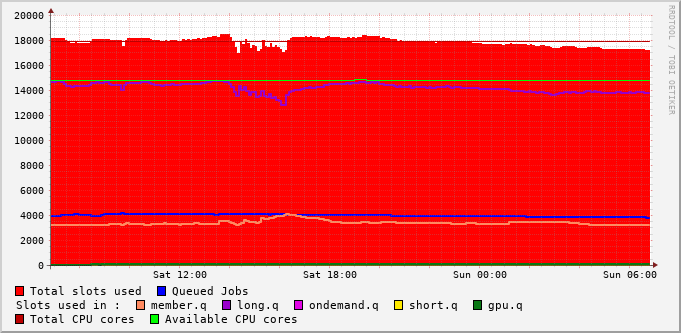 20000
18000
16000
14000
12000
10000
8000
6000
4000
2000
0
Sat 12:00 Sat 18:00 Sun 00:00 Sun 06:00
RRDTOOL / TOBI OETIKER
Total slots used Queued Jobs
Slots used in : member.q long.q ondemand.q short.q gpu.q
Total CPU cores Available CPU cores